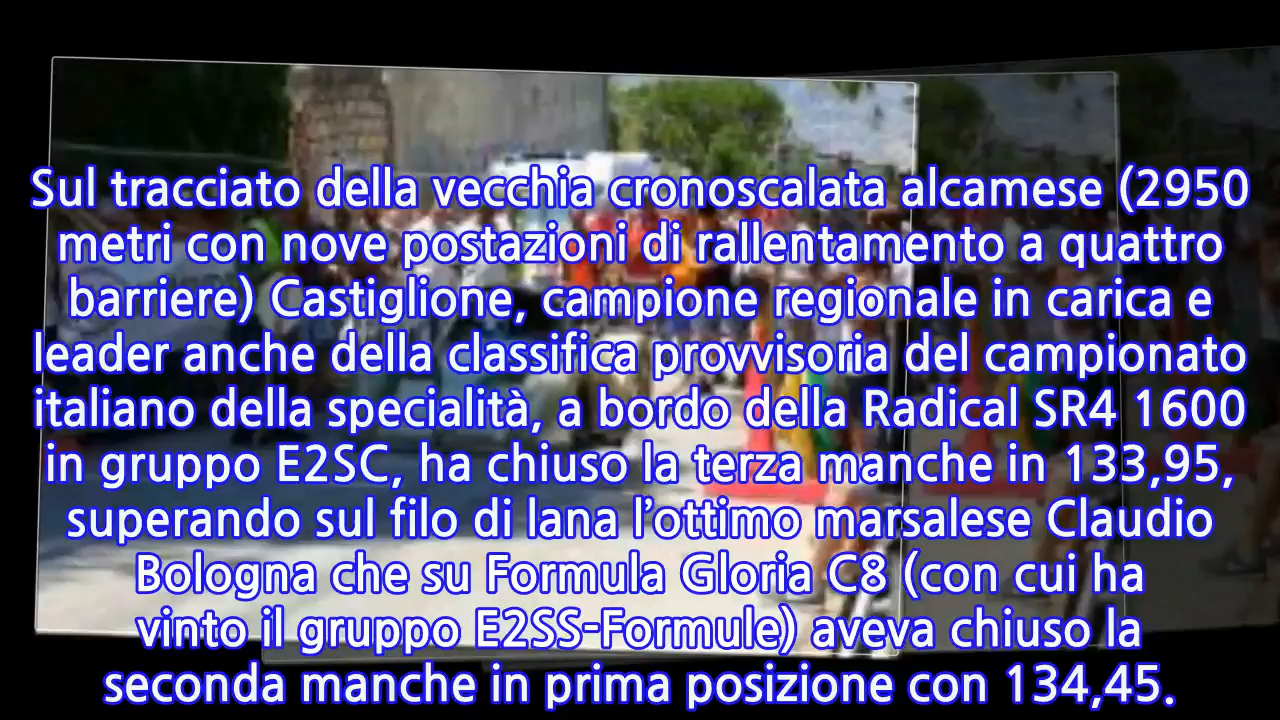 Sul tracciato della vecchia cronoscalata alcamese (2950
metri con nove postazioni di rallentamento a quattro
barriere) Castiglione, campione regionale in carica e
leader anche della classifica provvisoria del campionato
italiano della specialità, a bordo della Radical SR4 1600
in gruppo E2SC, ha chiuso la terza manche in 133,95,
superando sul filo di lana l’ottimo marsalese Claudio
Bologna che su Formula Gloria C8 (con cui ha
vinto il gruppo E2SS-Formule) aveva chiuso la
seconda manche in prima posizione con 134,45.